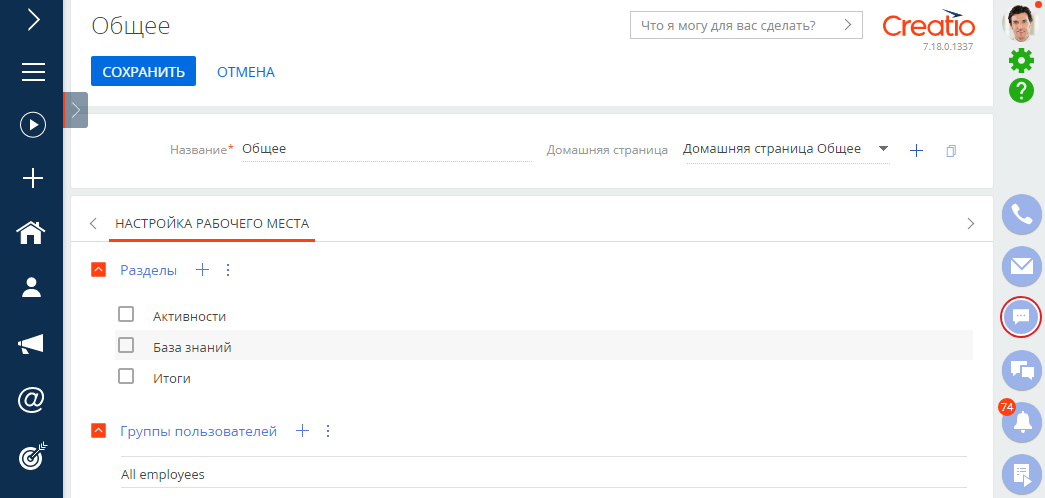 Общее
Что я могу для вас сделать?
Creatio
7.18.0.1337
СОХРАНИТЬ ОТМЕНА
Название* Общее Домашняя страница Домашняя страница Общее
НАСТРОЙКА РАБОЧЕГО МЕСТА
Разделы
Активности
База знаний
Итоги
74
Группы пользователей
All employees